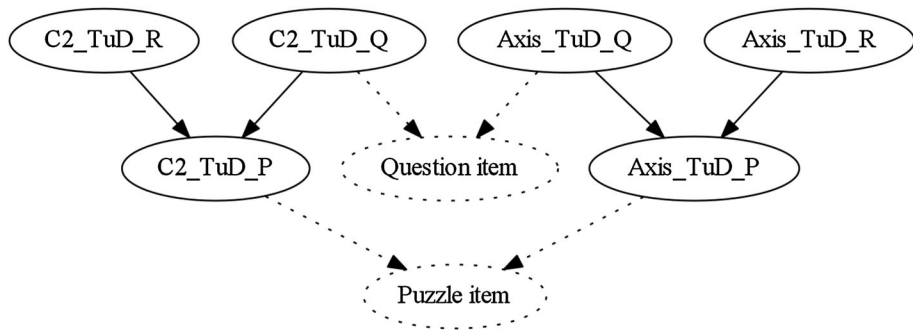 C2_TuD_R
C2_TuD_Q
Axis_TuD_Q
Axis_TuD_R
C2_TuD_P
Question item
Axis_TuD_P
Puzzle item